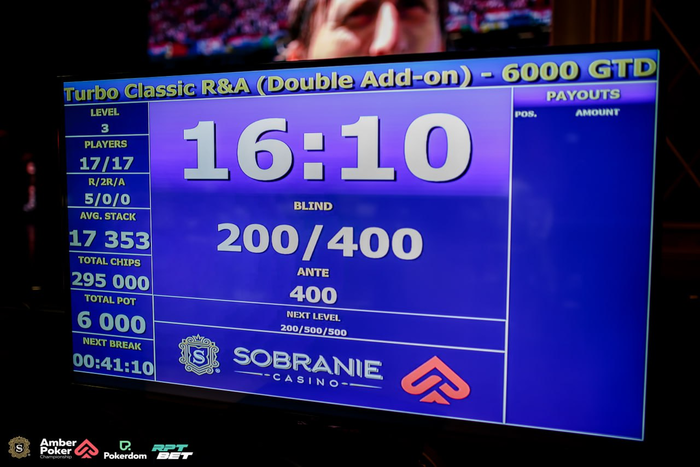 Turbo Classic R&A (Double Add-on) - 6000 GTD
LEVEL
3
PLAYERS
17/17
R/2R/A
5/0/0
AVG. STACK
17 353
TOTAL CHIPS
295 000
TOTAL POT
6 000
NEXT BREAK
00:41:10
16:10
BLIND
200/400
ANTE
400
NEXT LEVEL
200/500/500
S
SOBRANIE
CASINO
PAYOUTS
POS. AMOUNT
S
Amber
Poker
Championship
Pokerdom
RPT
BET